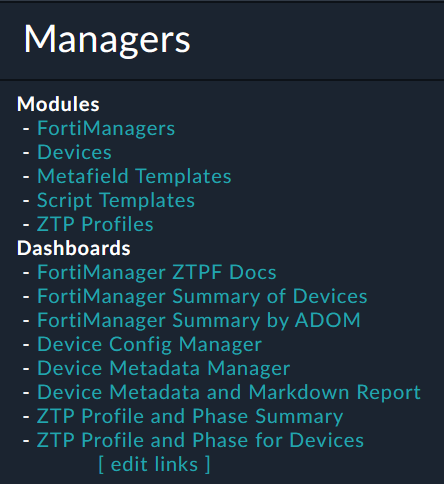 Managers
Modules
- FortiManagers
- Devices
- Metafield Templates
- Script Templates
- ZTP Profiles
Dashboards
- FortiManager ZTPF Docs
- FortiManager Summary of Devices
- FortiManager Summary by ADOM
- Device Config Manager
- Device Metadata Manager
- Device Metadata and Markdown Report
- ZTP Profile and Phase Summary
- ZTP Profile and Phase for Devices
[ edit links ]